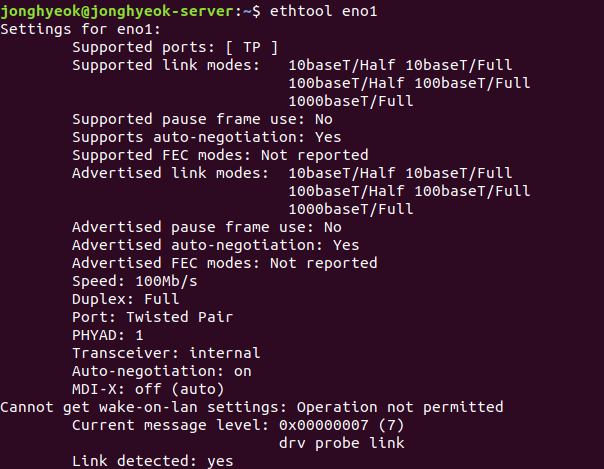 jonghyeok@jonghyeok-server:~$ ethtool eno1
Settings for eno1:
Supported ports: [ TP ]
Supported link modes: 10baseT/Half 10baseT/Full
100baseT/Half 100baseT/Full
1000baseT/Full
Supported pause frame use: No
Supports auto-negotiation: Yes
Supported FEC modes: Not reported
Advertised link modes: 10baseT/Half 10baseT/Full
100baseT/Half 100baseT/Full
1000baseT/Full
Advertised pause frame use: No
Advertised auto-negotiation: Yes
Advertised FEC modes: Not reported
Speed: 100Mb/s
Duplex: Full
Port: Twisted Pair
PHYAD: 1
Transceiver: internal
Auto-negotiation: on
MDI-X: off (auto)
Cannot get wake-on-lan settings: Operation not permitted
Current message level: 0x00000007 (7)
drv probe link
Link detected: yes